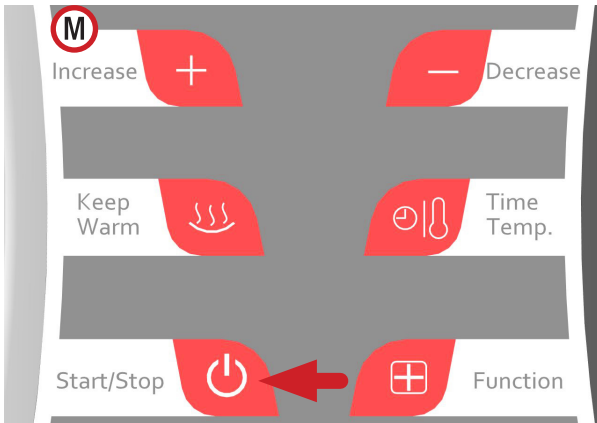 M
Increase
Decrease
Keep
Warm
Time
Temp.
Start/Stop
Function